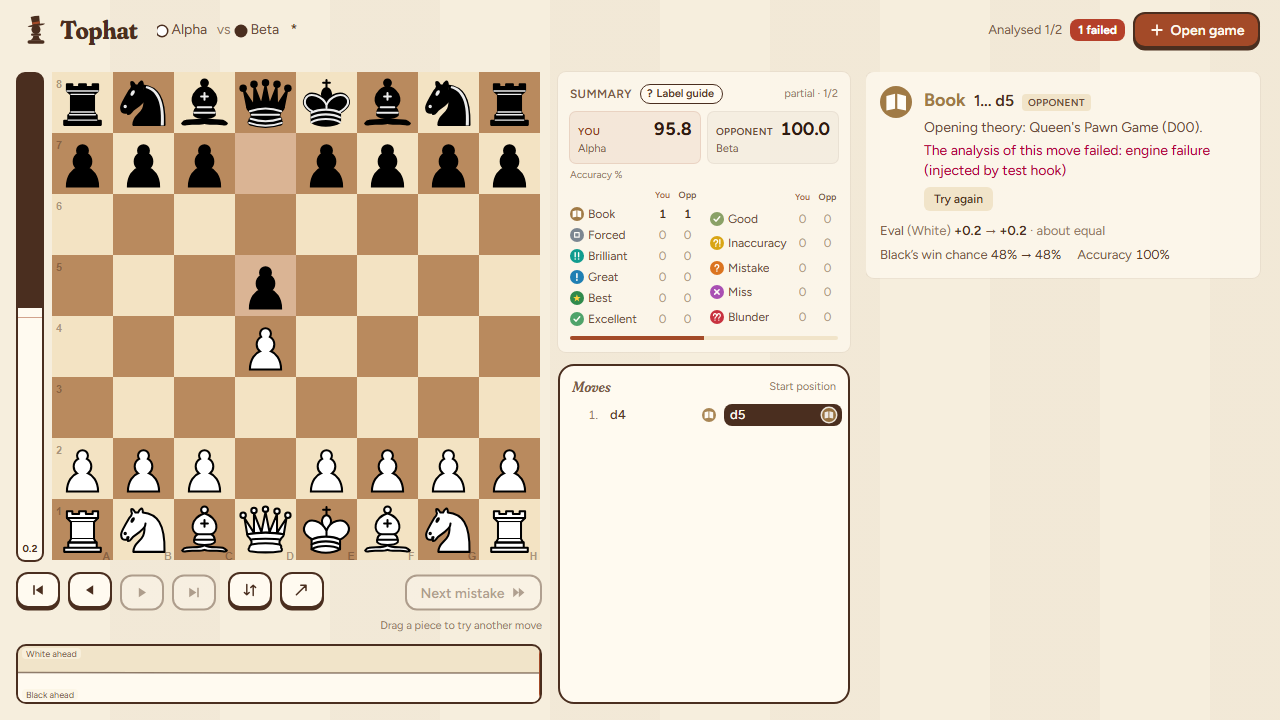 Tophat
Alpha vs Beta *
Analysed 1/2
1 failed
Open game
8
7
6
5
4
3
2
1
A B C D E F G H
0.2
Next mistake
Drag a piece to try another move
White ahead
Black ahead
SUMMARY
? Label guide
partial · 1/2
YOU 95.8
Alpha
OPPONENT 100.0
Beta
Accuracy %
You Opp
Book 1 1
Forced 0 0
Brilliant 0 0
Great 0 0
Best 0 0
Excellent 0 0
You Opp
Good 0 0
Inaccuracy 0 0
Mistake 0 0
Miss 0 0
Blunder 0 0
Moves
Start position
1. d4 d5
Book 1... d5 OPPONENT
Opening theory: Queen's Pawn Game (D00).
The analysis of this move failed: engine failure
(injected by test hook)
Try again
Eval (White) +0.2 → +0.2 · about equal
Black's win chance 48% → 48% Accuracy 100%